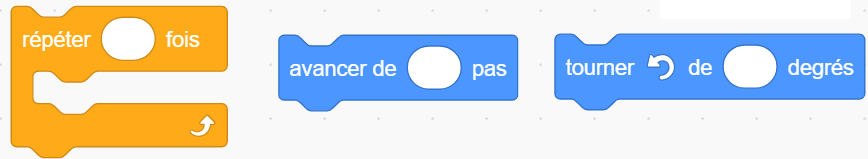 répéter fois
avancer de pas
tourner de degrés